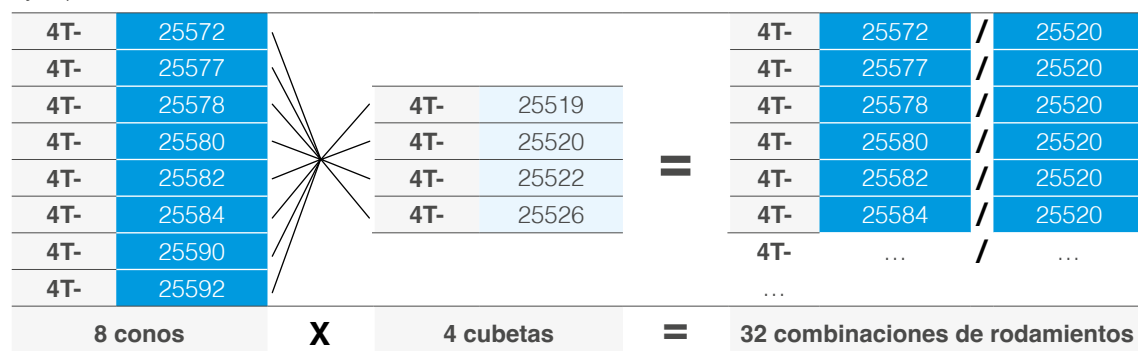 4T- 25572 4T- 25572 / 25520
4T- 25577 4T- 25577 / 25520
4T- 25578 4T- 25519 4T- 25578 / 25520
4T- 25580 4T- 25520 = 4T- 25580 / 25520
4T- 25582 4T- 25522 4T- 25582 / 25520
4T- 25584 4T- 25526 4T- 25584 / 25520
4T- 25590 4T- ... / ...
4T- 25592 ...
8 conos X 4 cubetas = 32 combinaciones de rodamientos